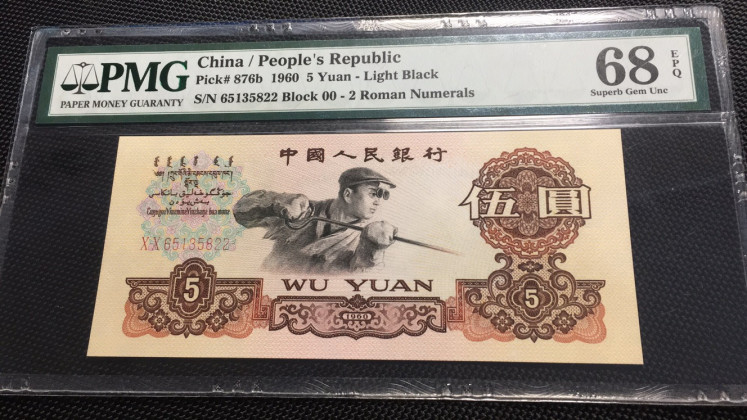 PMG
PAPER MONEY GUARANTY
China / People's Republic
Pick# 876b 1960 5 Yuan - Light Black
S/N 65135822 Block 00 - 2 Roman Numerals
68 EPQ
Superb Gem Unc
中國人民銀行
伍圓
XX 65135822
WU YUAN
5
1960
5